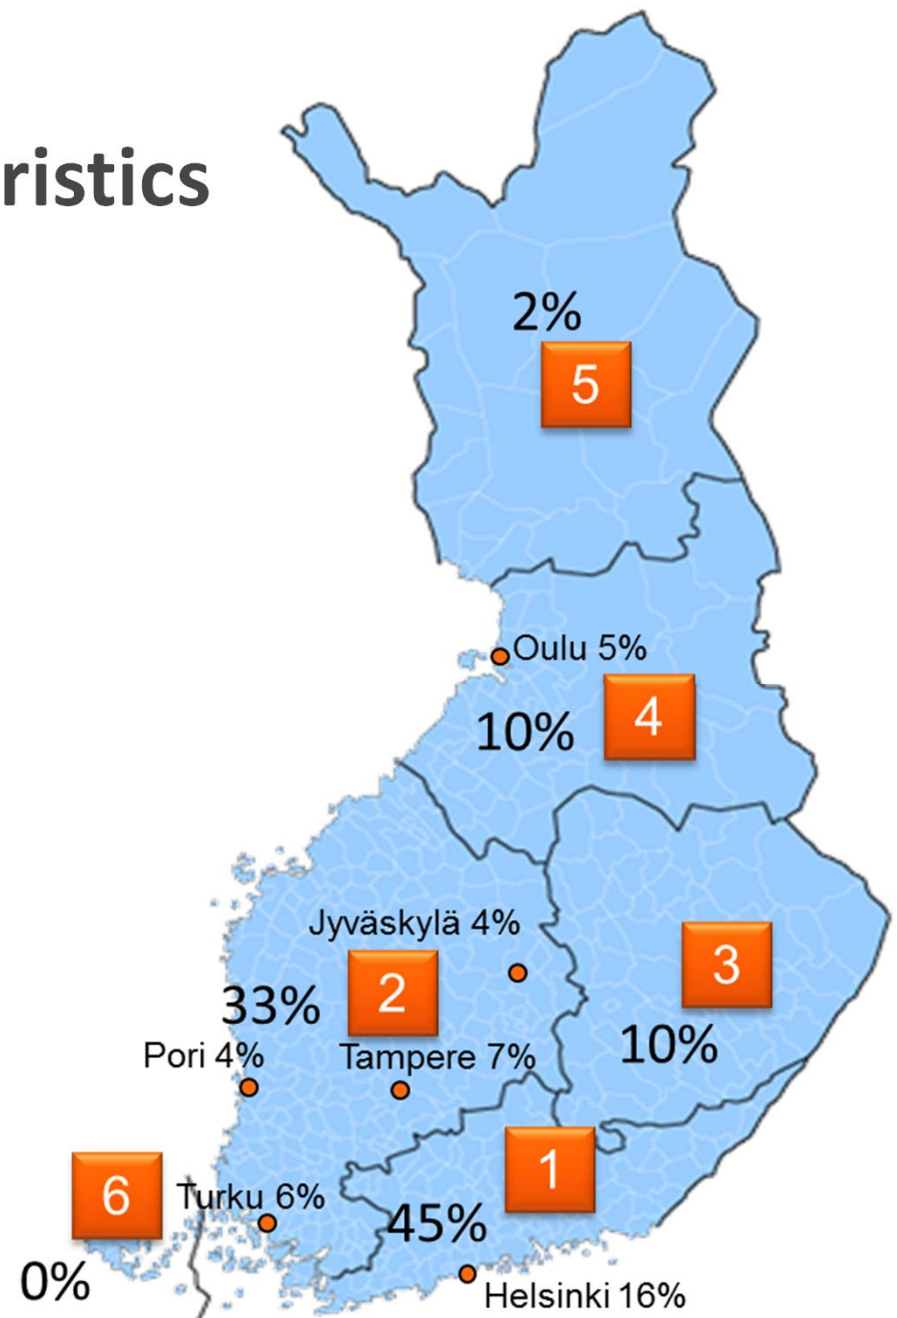 ristics
2%
5
Oulu 5%
4
10%
Jyväskylä 4%
3
2
33%
10%
Pori 4%
Tampere 7%
1
6
Turku 6%
45%
0%
Helsinki 16%